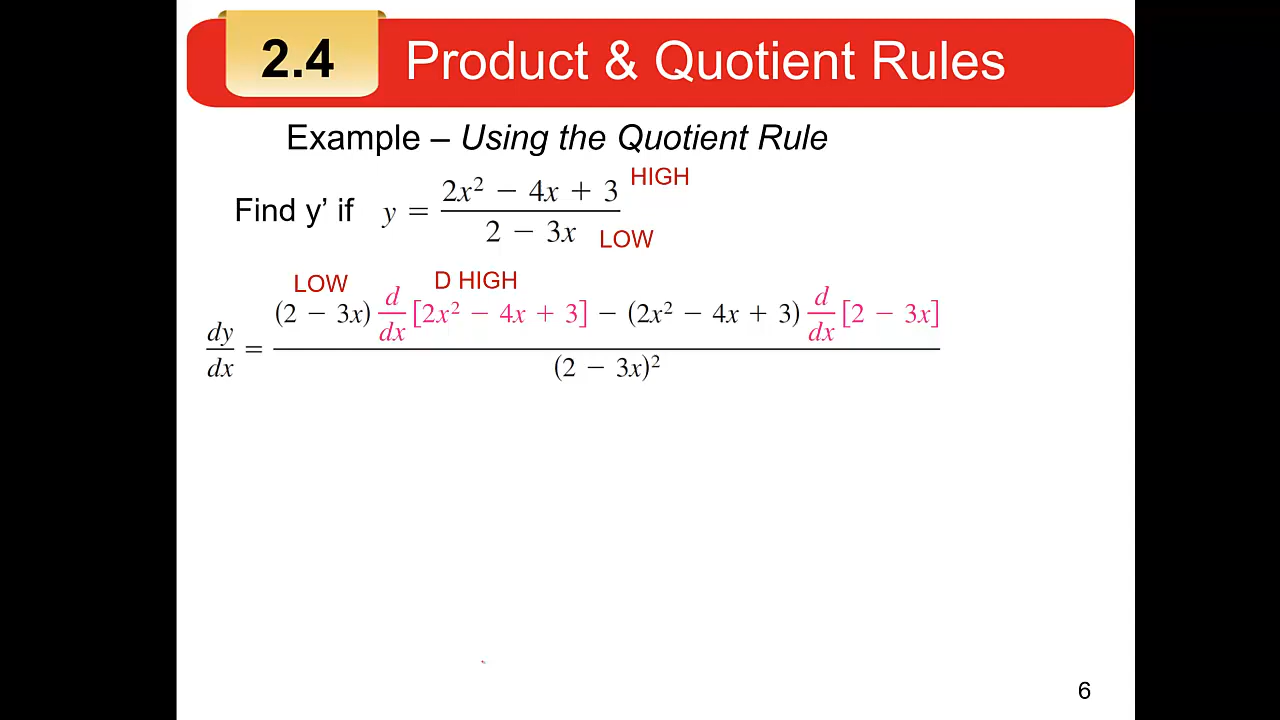 2.4 Product & Quotient Rules
Example – Using the Quotient Rule
Find y’ if y = (2x² − 4x + 3) / (2 − 3x)
HIGH
LOW
LOW D HIGH
dy/dx = ((2 − 3x) d/dx [2x² − 4x + 3] − (2x² − 4x + 3) d/dx [2 − 3x]) / (2 − 3x)²
6